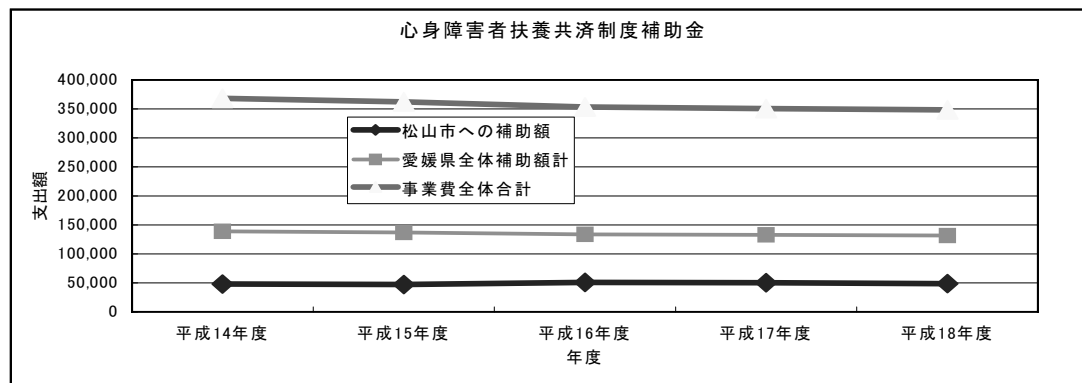 心身障害者扶養共済制度補助金
400,000
350,000
300,000
250,000
200,000
150,000
100,000
50,000
0
支出額
松山市への補助額
愛媛県全体補助額計
事業費全体合計
平成14年度 平成15年度 平成16年度 平成17年度 平成18年度
年度